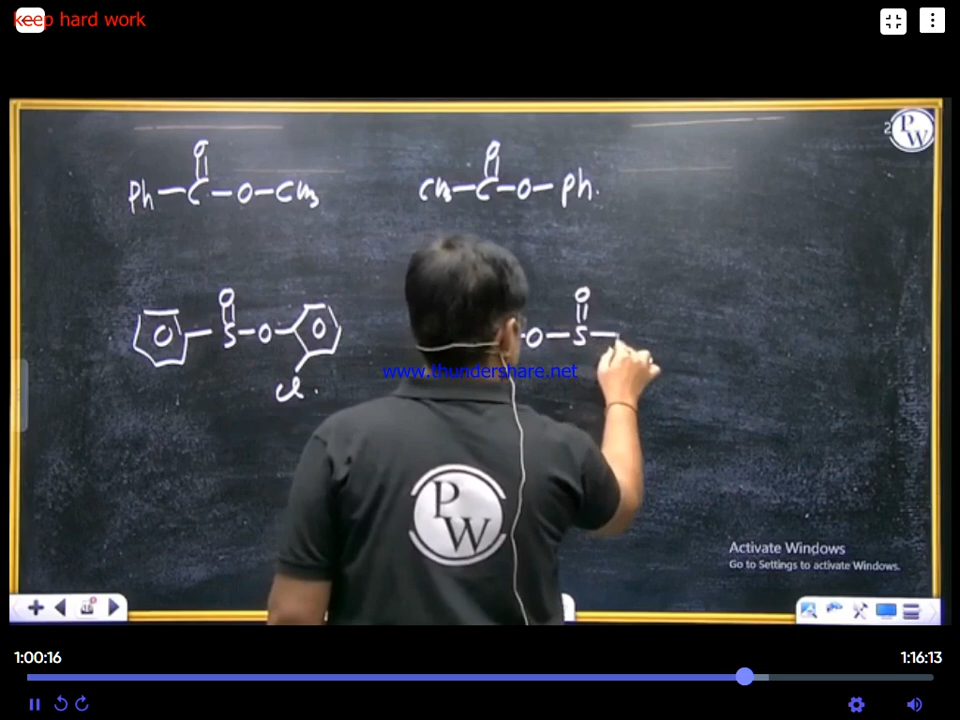 keep hard work
2
PW
O
Ph—C—O—CH3
O
CH3—C—O—Ph.
O
S—O—
Cl.
O
O—S—
www.thundershare.net
PW
Activate Windows
Go to Settings to activate Windows.
1:00:16
1:16:13